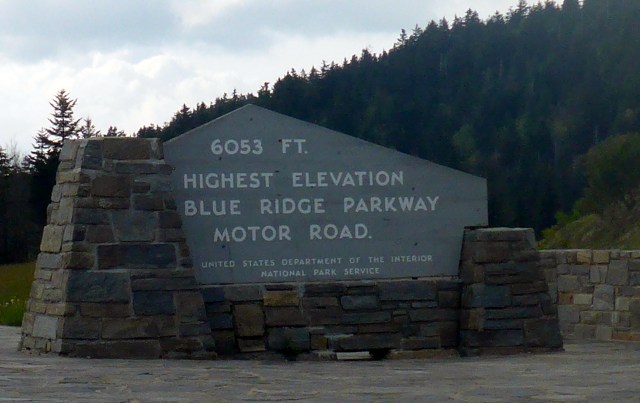 6053 FT.
HIGHEST ELEVATION
BLUE RIDGE PARKWAY
MOTOR ROAD.
UNITED STATES DEPARTMENT OF THE INTERIOR
NATIONAL PARK SERVICE